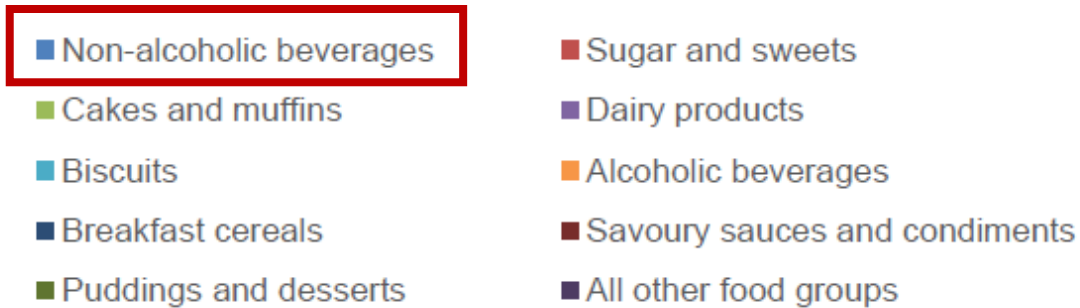 Non-alcoholic beverages
Sugar and sweets
Cakes and muffins
Dairy products
Biscuits
Alcoholic beverages
Breakfast cereals
Savoury sauces and condiments
Puddings and desserts
All other food groups